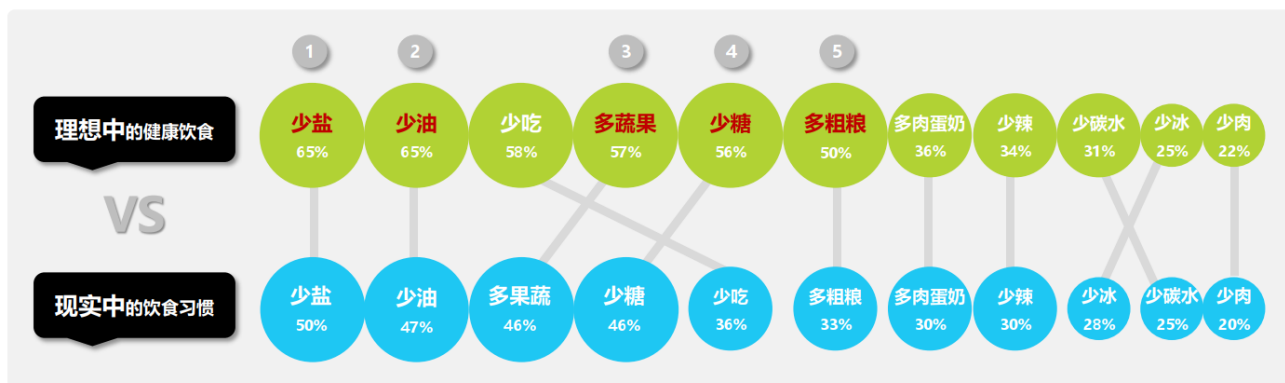 1 2 3 4 5
理想中的健康饮食
少盐 少油 少吃 多蔬果 少糖 多粗粮 多肉蛋奶 少辣 少碳水 少冰 少肉
65% 65% 58% 57% 56% 50% 36% 34% 31% 25% 22%
VS
现实中的饮食习惯
少盐 少油 多果蔬 少糖 少吃 多粗粮 多肉蛋奶 少辣 少冰 少碳水 少肉
50% 47% 46% 46% 36% 33% 30% 30% 28% 25% 20%